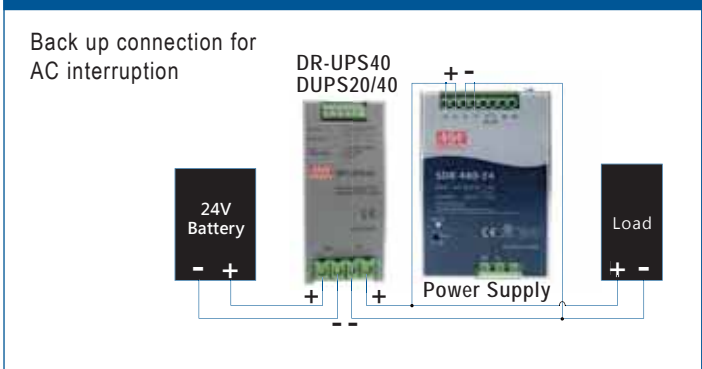 Back up connection for
AC interruption
DR-UPS40
DUPS20/40
+ -
SDR-480-24
24V
Battery
- +
+ +
- -
Power Supply
Load
+ -